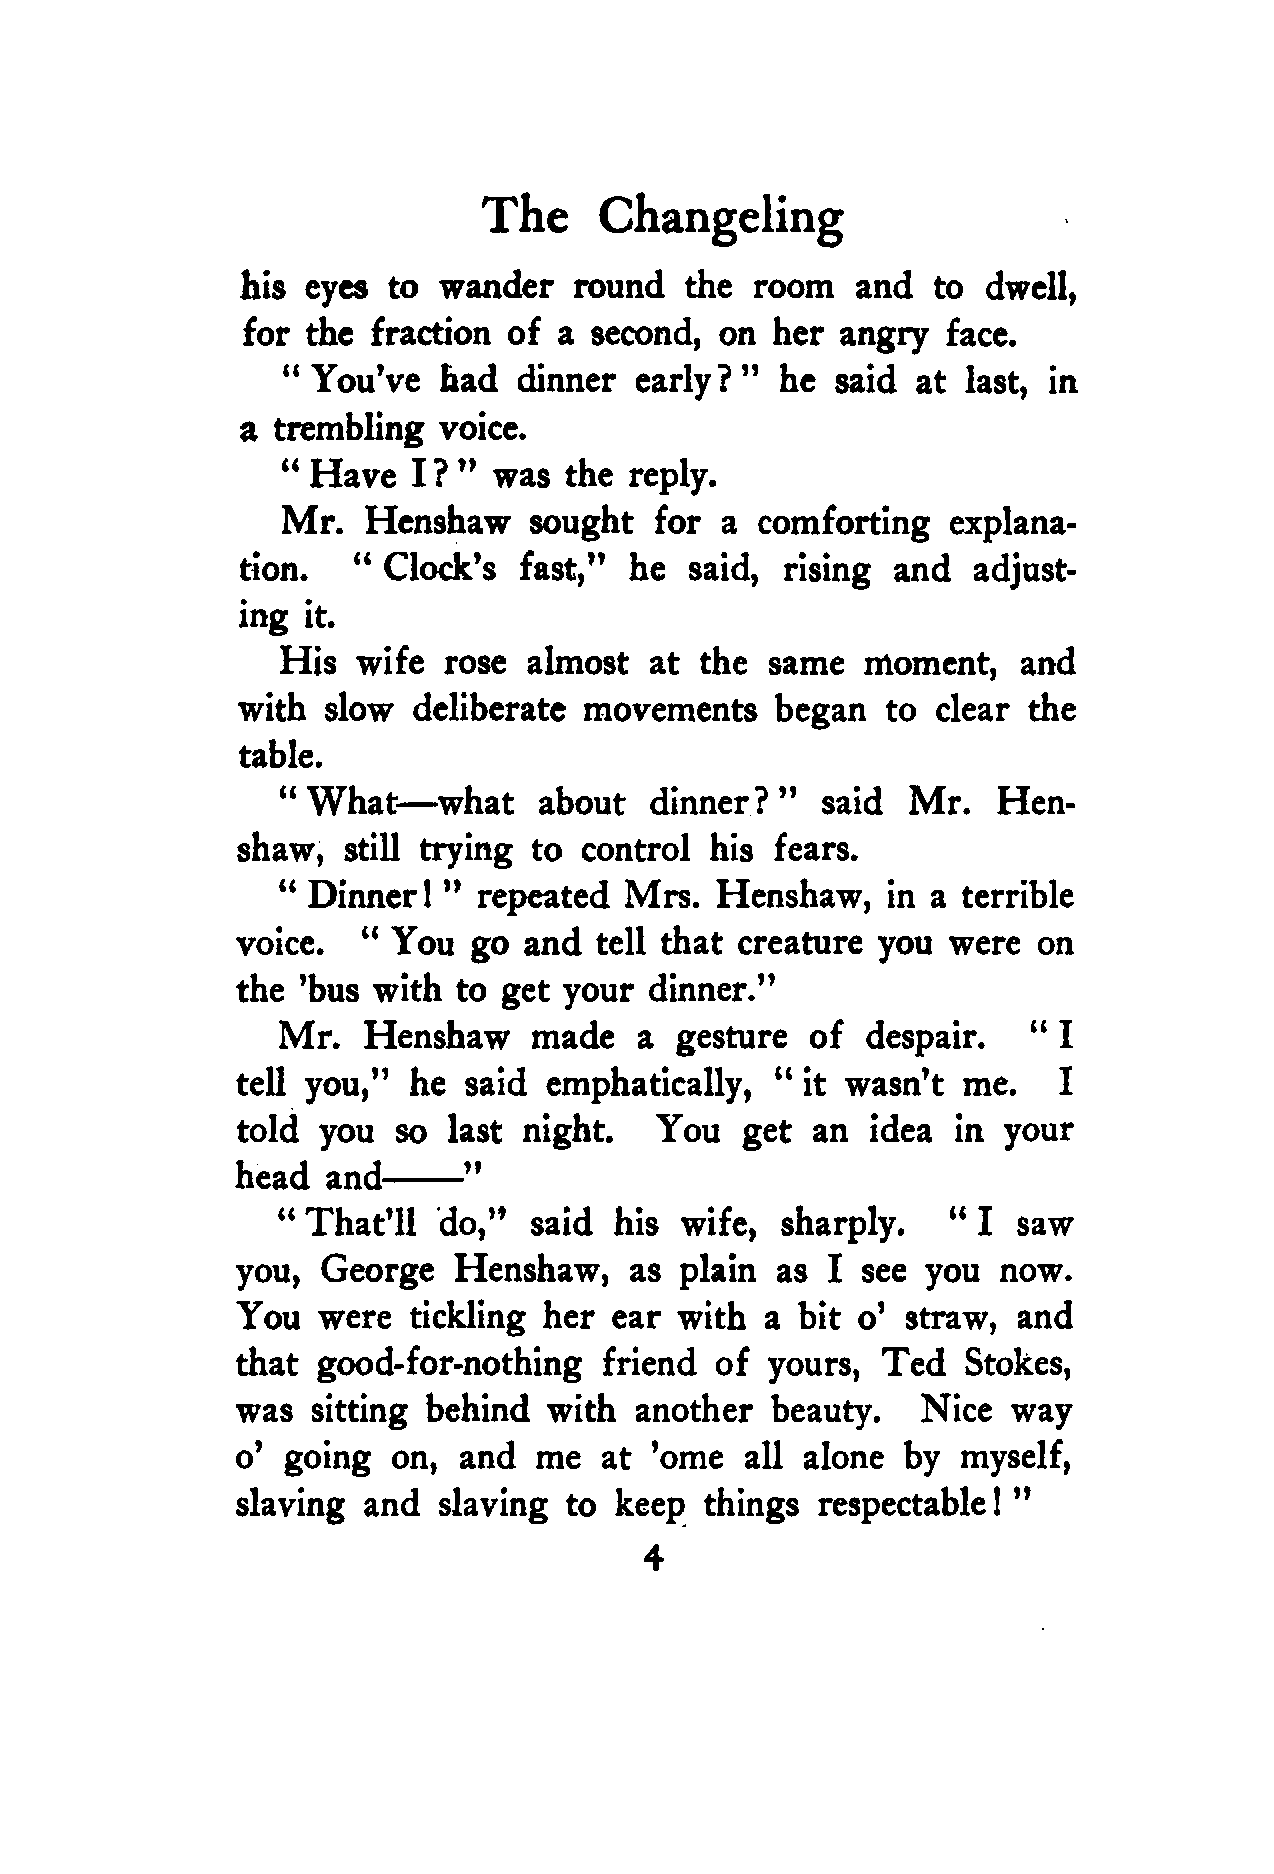 The Changeling
his eyes to wander round the room and to dwell,
for the fraction of a second, on her angry face.
“ You’ve had dinner early? ” he said at last, in
a trembling voice.
“ Have I? ” was the reply.
Mr. Henshaw sought for a comforting explana-
tion. “ Clock’s fast,” he said, rising and adjust-
ing it.
His wife rose almost at the same moment, and
with slow deliberate movements began to clear the
table.
“ What—what about dinner? ” said Mr. Hen-
shaw, still trying to control his fears.
“ Dinner! ” repeated Mrs. Henshaw, in a terrible
voice. “ You go and tell that creature you were on
the ’bus with to get your dinner.”
Mr. Henshaw made a gesture of despair. “ I
tell you,” he said emphatically, “ it wasn’t me. I
told you so last night. You get an idea in your
head and——”
“ That’ll do,” said his wife, sharply. “ I saw
you, George Henshaw, as plain as I see you now.
You were tickling her ear with a bit o’ straw, and
that good-for-nothing friend of yours, Ted Stokes,
was sitting behind with another beauty. Nice way
o’ going on, and me at ’ome all alone by myself,
slaving and slaving to keep things respectable! ”
4